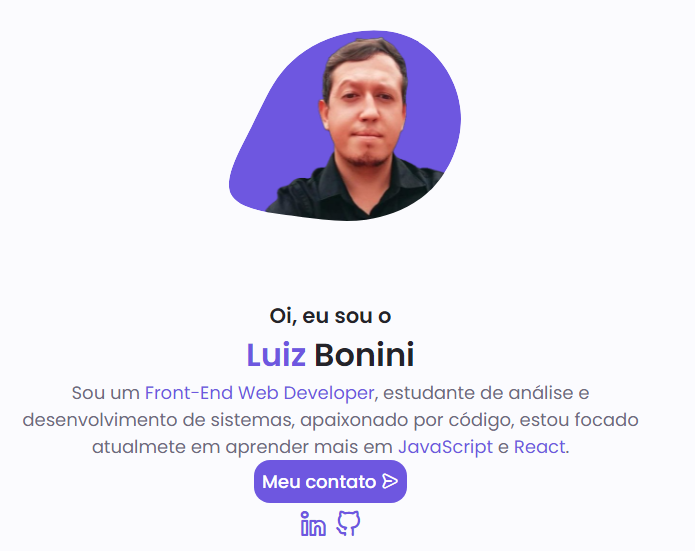 Oi, eu sou o
Luiz Bonini
Sou um Front-End Web Developer, estudante de análise e
desenvolvimento de sistemas, apaixonado por código, estou focado
atualmete em aprender mais em JavaScript e React.
Meu contato
in